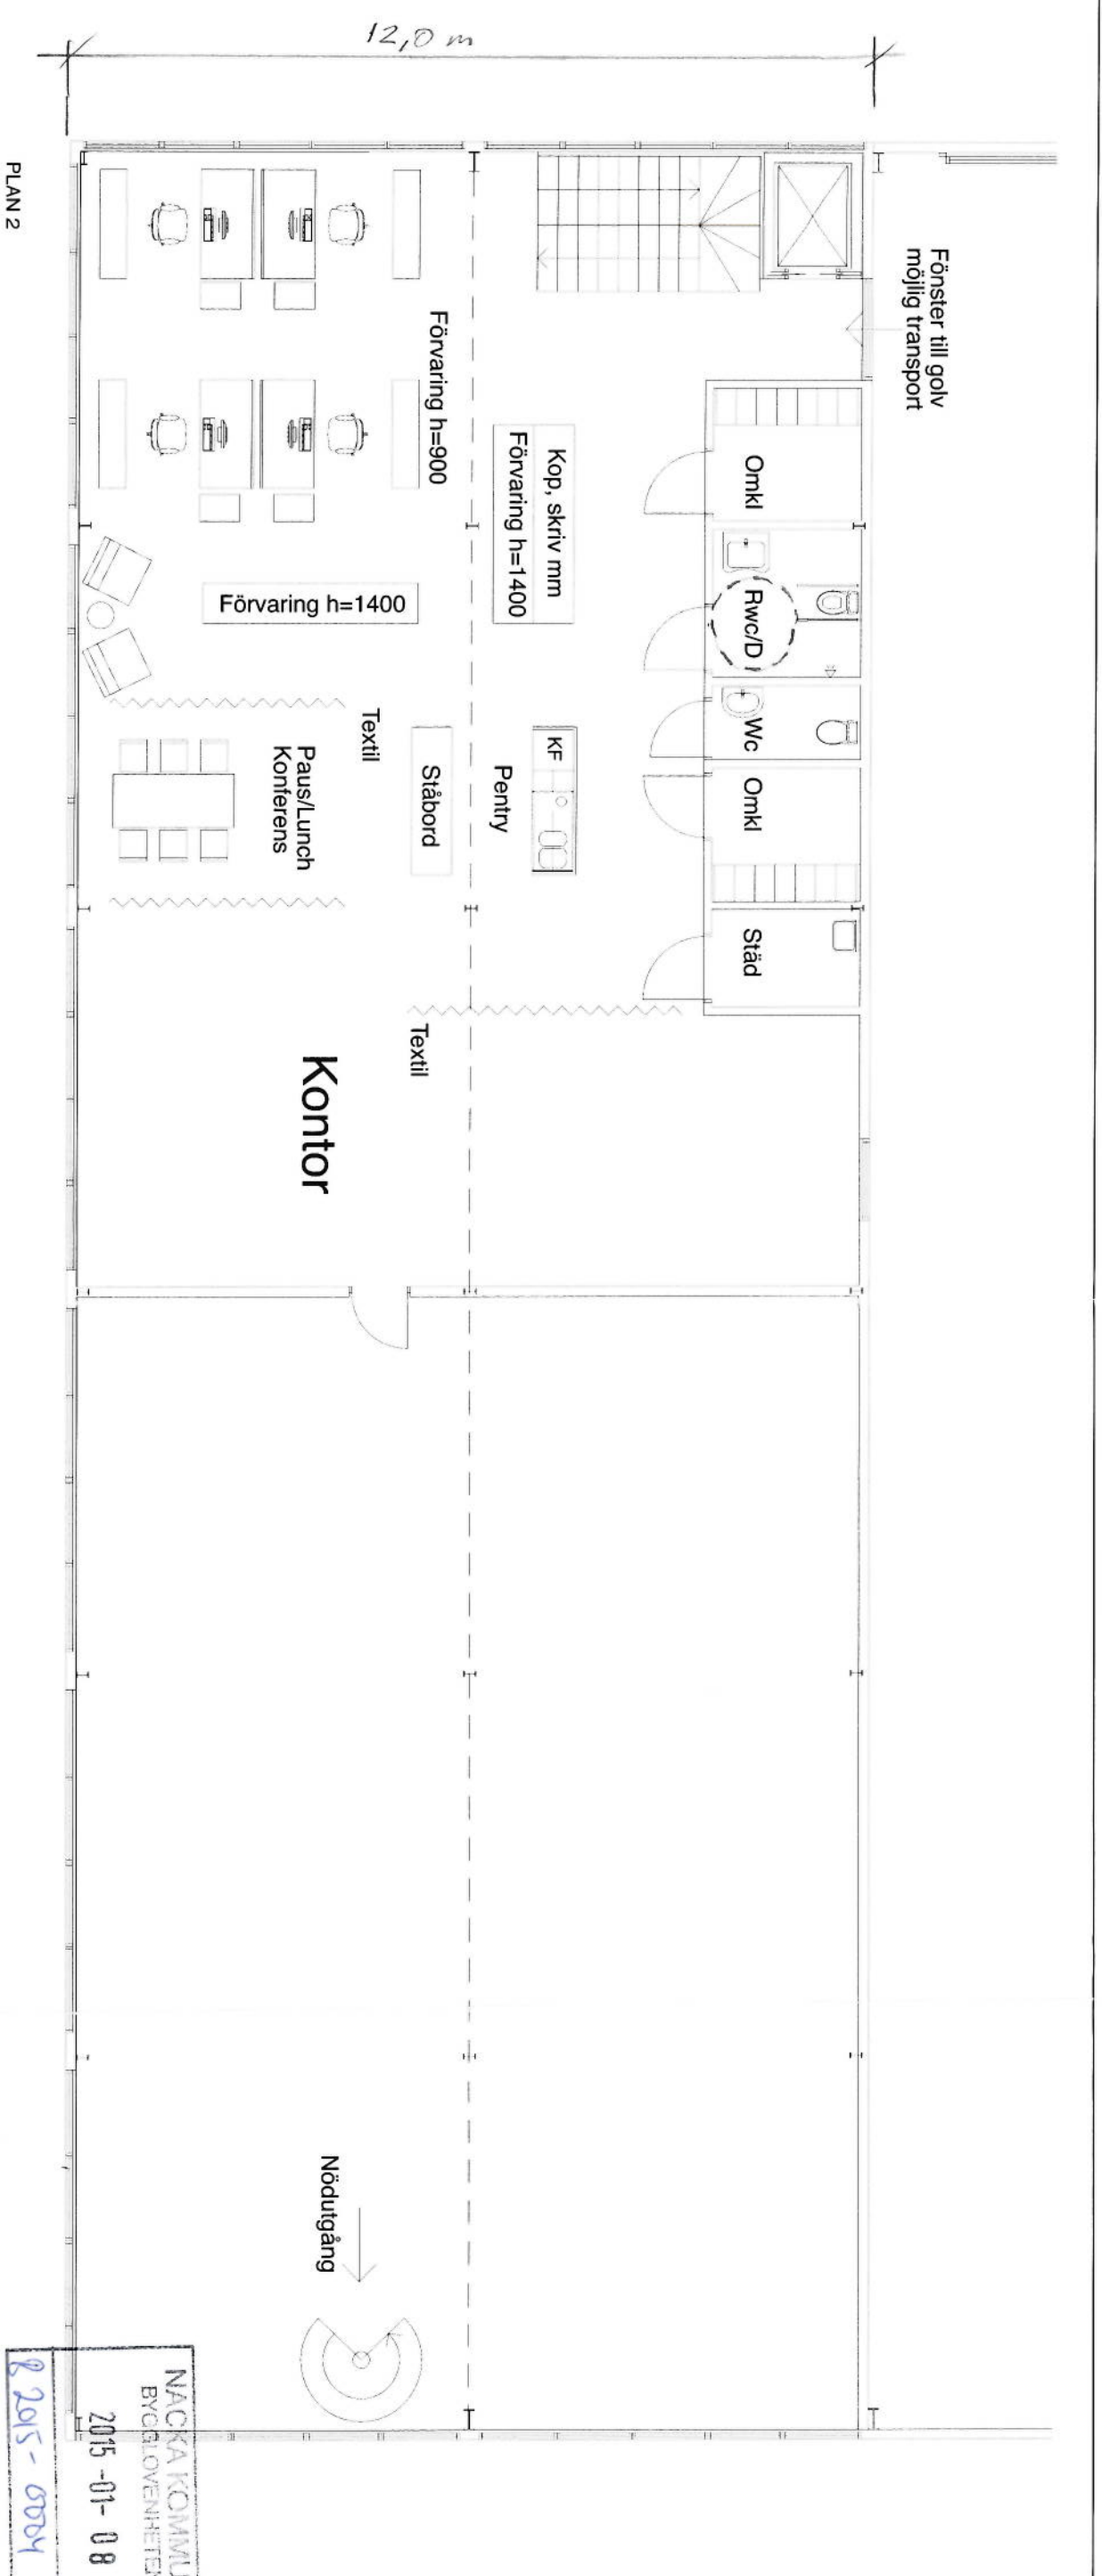 12,0 m
Fönster till golv
möjlig transport
Omkl
Rwc/D
Wc
Omkl
Städ
Kop, skriv mm
Förvaring h=1400
KF
Pentry
Förvaring h=900
Förvaring h=1400
Ståbord
Textil
Textil
Paus/Lunch
Konferens
Kontor
Nödutgång
PLAN 2
NACKA KOMMU
BYGGLOVENHETEN
2015 -01- 08
B 2015- 0004